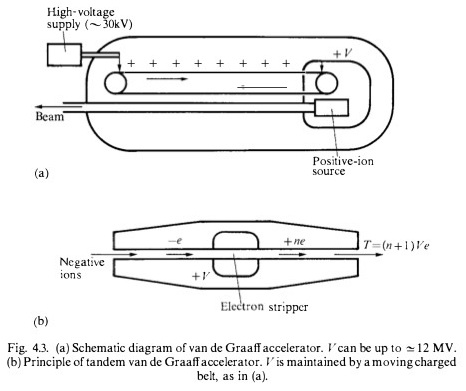 High-voltage
supply (~30kV)
+ + + + + + + +
+V
Beam
Positive-ion
source
(a)
−e
+ne
T=(n+1)Ve
Negative
ions
+V
Electron stripper
(b)
Fig. 4.3. (a) Schematic diagram of van de Graaff accelerator. V can be up to ≃12 MV.
(b) Principle of tandem van de Graaff accelerator. V is maintained by a moving charged
belt, as in (a).